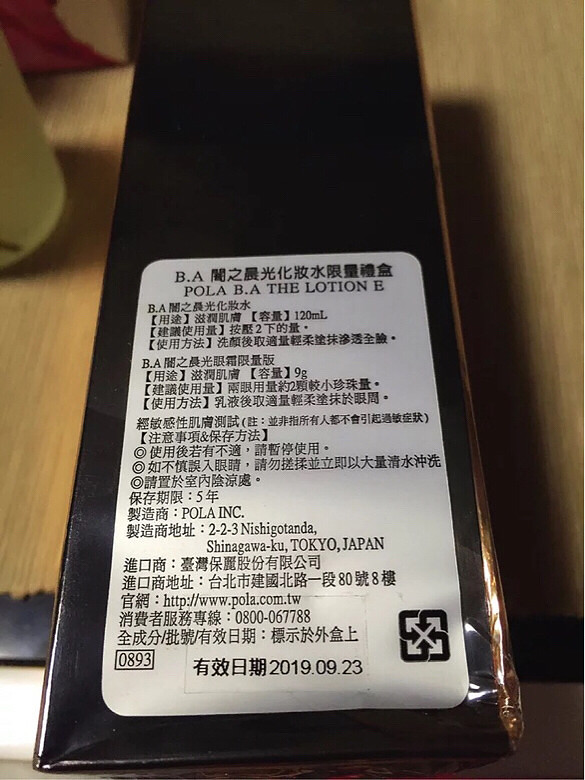 B.A 闇之晨光化妝水限量禮盒
POLA B.A THE LOTION E
B.A 闇之晨光化妝水
【用途】滋潤肌膚【容量】120mL
【建議使用量】按壓2下的量。
【使用方法】洗顏後取適量輕柔塗抹滲透全臉。
B.A 闇之晨光眼霜限量版
【用途】滋潤肌膚【容量】9g
【建議使用量】兩眼用量約2顆較小珍珠量。
【使用方法】乳液後取適量輕柔塗抹於眼周。
經敏感性肌膚測試(註：並非指所有人都不會引起過敏症狀)
【注意事項&保存方法】
◎使用後若有不適，請暫停使用。
◎如不慎誤入眼睛，請勿搓揉並立即以大量清水沖洗
◎請置於室內陰涼處。
保存期限：5年
製造商：POLA INC.
製造商地址：2-2-3 Nishigotanda,
Shinagawa-ku, TOKYO, JAPAN
進口商：臺灣保麗股份有限公司
進口商地址：台北市建國北路一段80號8樓
官網：http://www.pola.com.tw
消費者服務專線：0800-067788
全成分/批號/有效日期：標示於外盒上
0893
有效日期2019.09.23